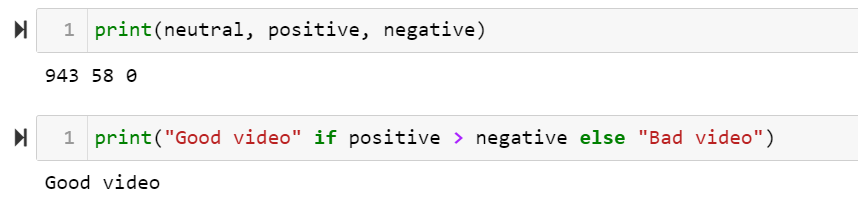 1 print(neutral, positive, negative)
943 58 0
1 print("Good video" if positive > negative else "Bad video")
Good video